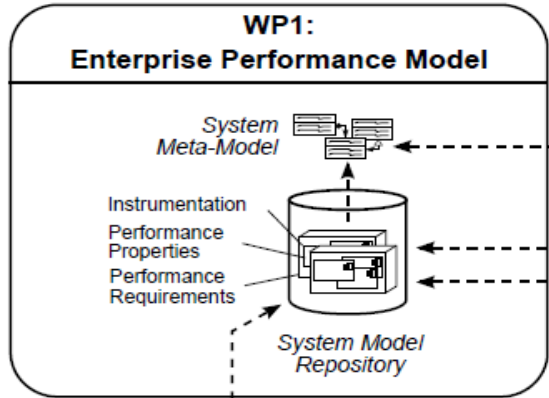 WP1:
Enterprise Performance Model
System
Meta-Model
Instrumentation
Performance
Properties
Performance
Requirements
System Model
Repository